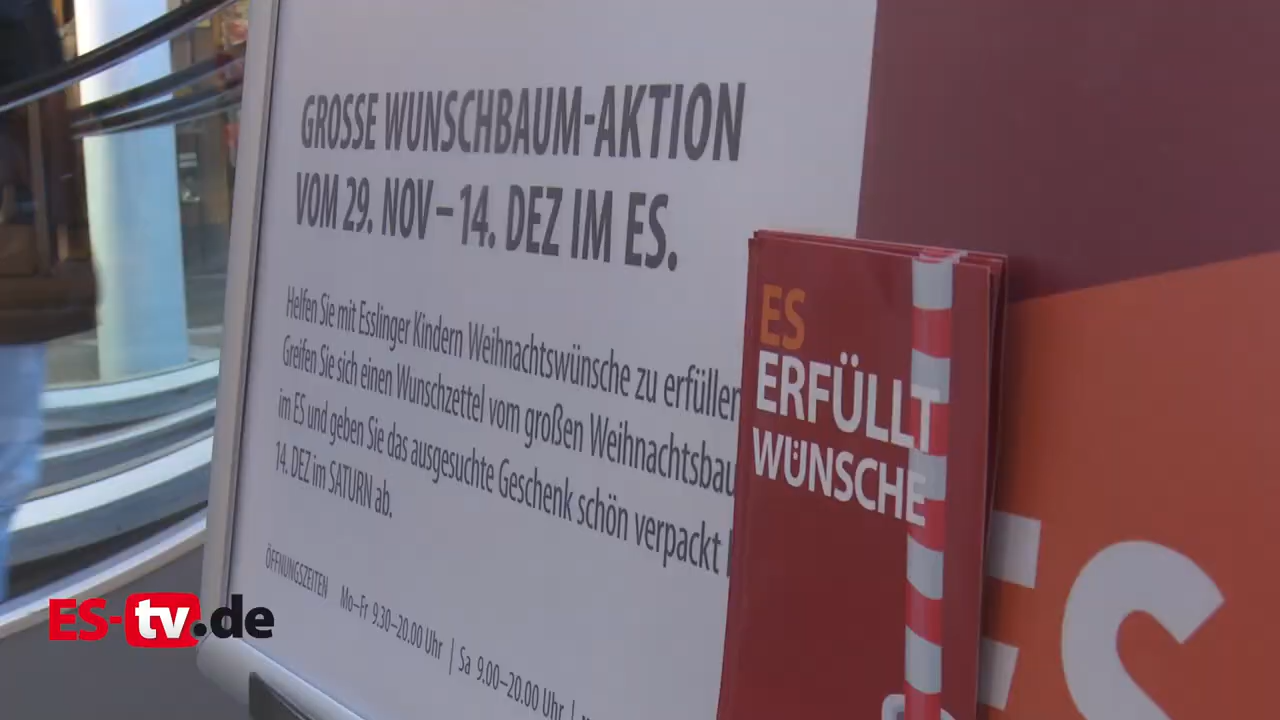 GROSSE WUNSCHBAUM-AKTION
VOM 29. NOV – 14. DEZ IM ES.
Helfen Sie mit Esslinger Kindern Weihnachtswünsche zu erfüllen
Greifen Sie sich einen Wunschzettel vom großen Weihnachtsbau
im ES und geben Sie das ausgesuchte Geschenk schön verpackt
14. DEZ im SATURN ab.
ÖFFNUNGSZEITEN Mo–Fr 9.30–20.00 Uhr | Sa 9.00–20.00 Uhr |
ES
ERFÜLLT
WÜNSCHE
ES
ES-tv.de